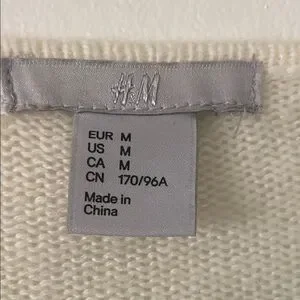 H&M
EUR M
US M
CA M
CN 170/96A
Made in
China